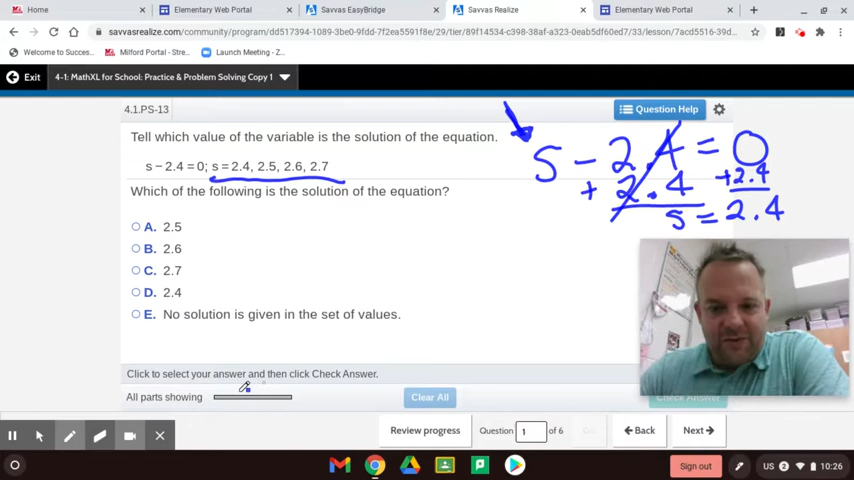 Home
Elementary Web Portal
Savvas EasyBridge
Savvas Realize
Elementary Web Portal
savvasrealize.com/community/program/dd517394-1089-3be0-9fdd-7f2ea5591f8e/29/tier/89f14534-c398-38af-a323-0eab5df60ed7/33/lesson/7acd5d116-39d...
Welcome to Succes...
Milford Portal - Stre...
Launch Meeting - Z...
Exit
4-1: MathXL for School: Practice & Problem Solving Copy 1
4.1.PS-13
Question Help
Tell which value of the variable is the solution of the equation.
s − 2.4 = 0; s = 2.4, 2.5, 2.6, 2.7
Which of the following is the solution of the equation?
A. 2.5
B. 2.6
C. 2.7
D. 2.4
E. No solution is given in the set of values.
S − 2.4 = 0
+ 2.4 +2.4
s = 2.4
Click to select your answer and then click Check Answer.
All parts showing
Clear All
Check Answer
Review progress
Question 1 of 6
Back
Next
Sign out
US
2
10:26